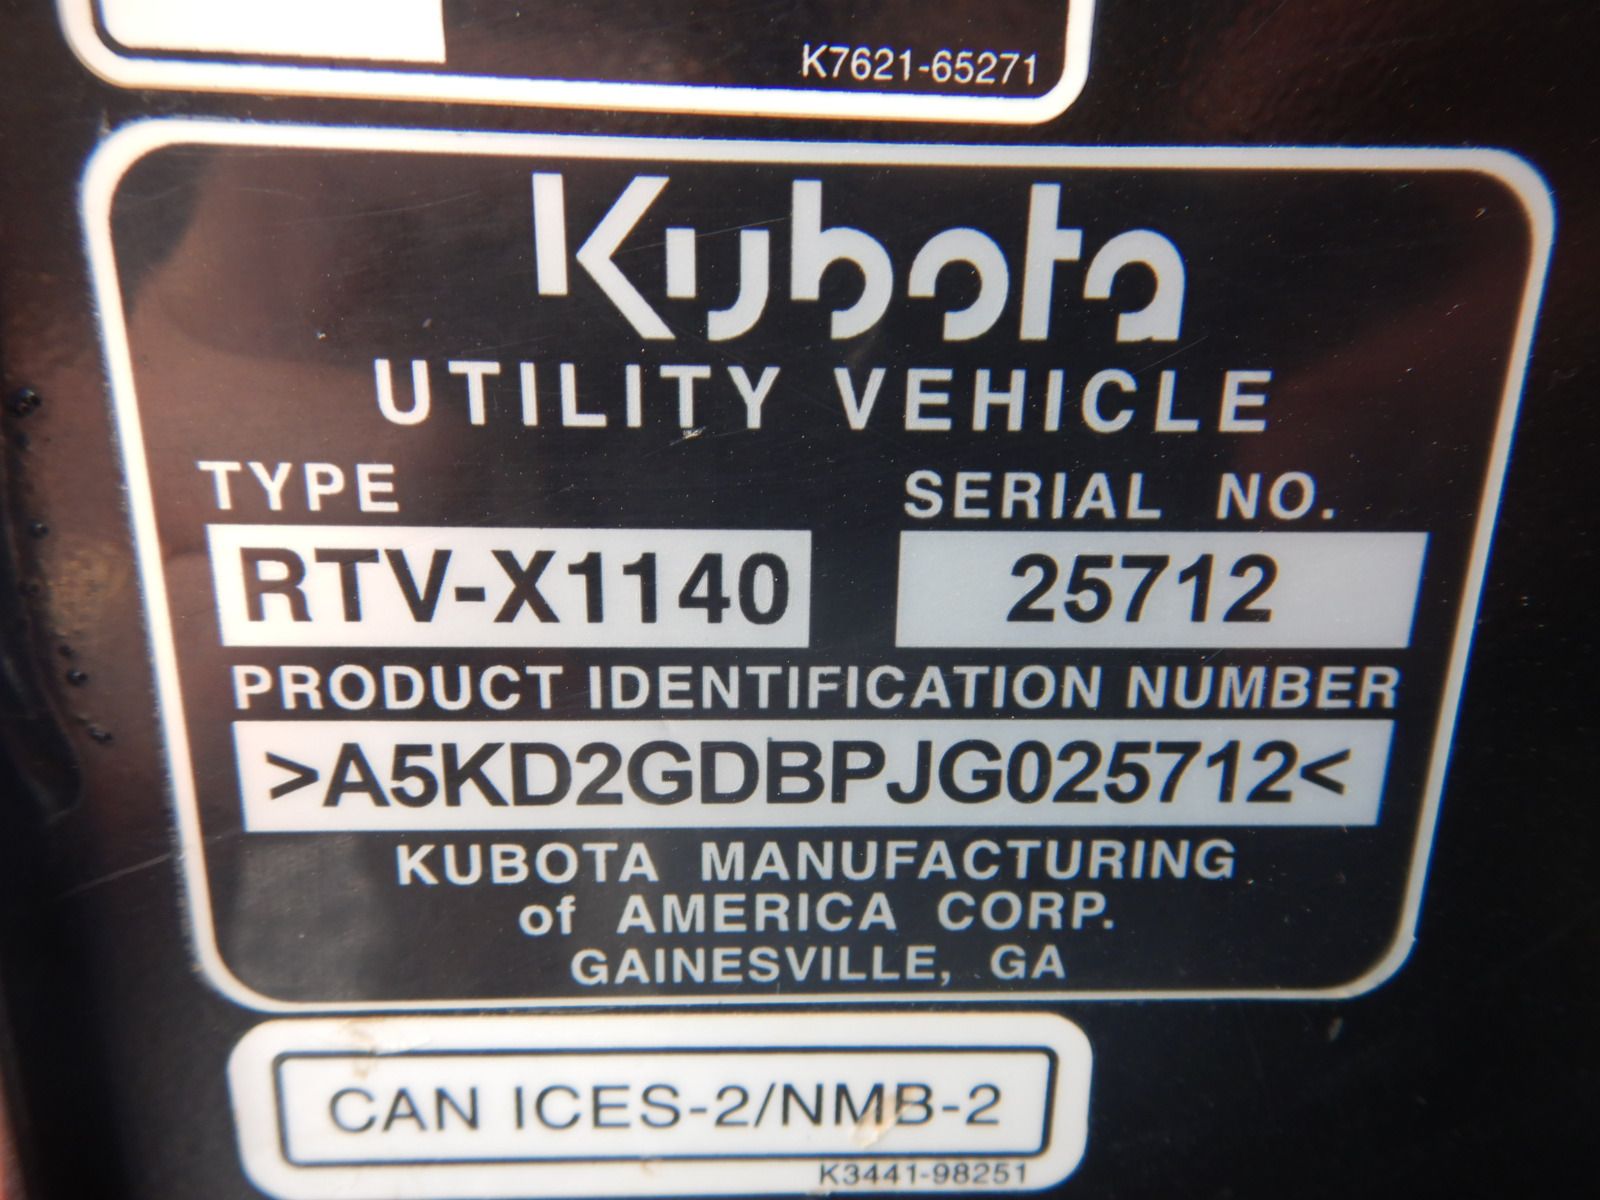 K7621-65271
Kubota
UTILITY VEHICLE
TYPE SERIAL NO.
RTV-X1140 25712
PRODUCT IDENTIFICATION NUMBER
>A5KD2GDBPJG025712<
KUBOTA MANUFACTURING
of AMERICA CORP.
GAINESVILLE, GA
CAN ICES-2/NMB-2
K3441-98251